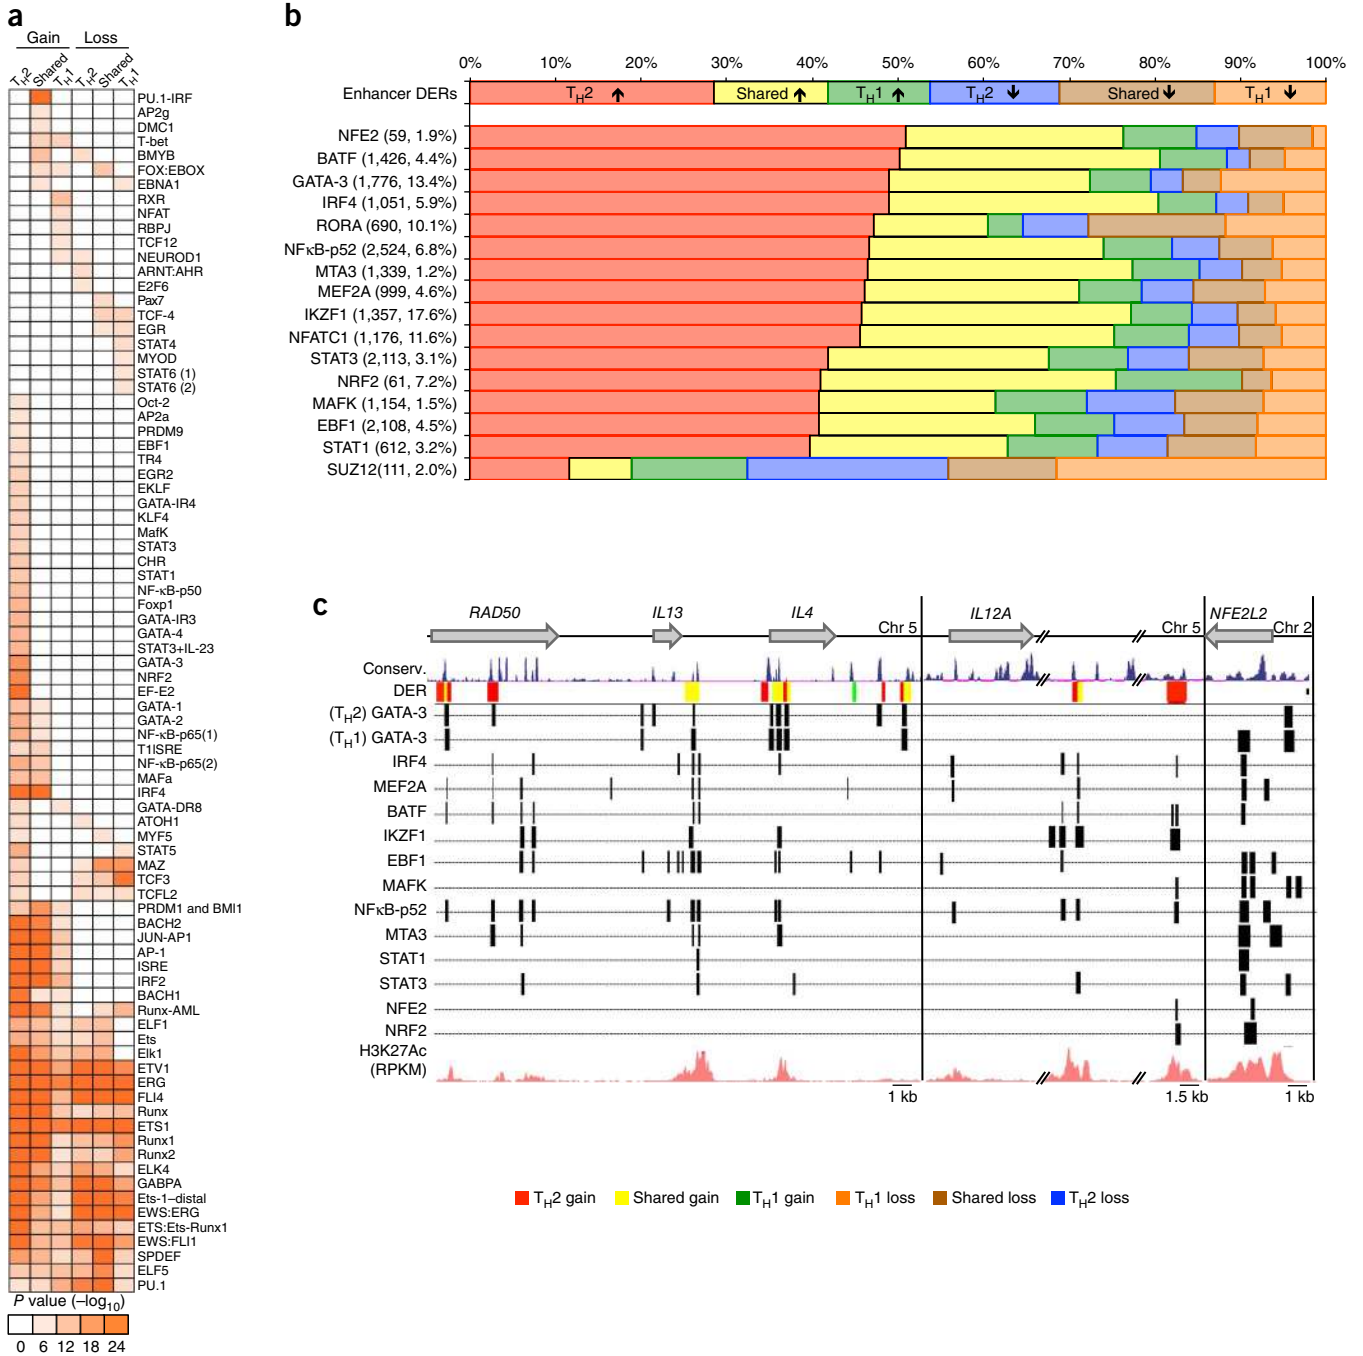 a
Gain Loss
TH2 Shared TH1 TH2 Shared TH1
PU.1-IRF
AP2g
DMC1
T-bet
BMYB
FOX:EBOX
EBNA1
RXR
NFAT
RBPJ
TCF12
NEUROD1
ARNT:AHR
E2F6
Pax7
TCF-4
EGR
STAT4
MYOD
STAT6 (1)
STAT6 (2)
Oct-2
AP2a
PRDM9
EBF1
TR4
EGR2
EKLF
GATA-IR4
KLF4
MafK
STAT3
CHR
STAT1
NF-κB-p50
Foxp1
GATA-IR3
GATA-4
STAT3+IL-23
GATA-3
NRF2
EF-E2
GATA-1
GATA-2
NF-κB-p65(1)
T1ISRE
NF-κB-p65(2)
MAFa
IRF4
GATA-DR8
ATOH1
MYF5
STAT5
MAZ
TCF3
TCFL2
PRDM1 and BMI1
BACH2
JUN-AP1
AP-1
ISRE
IRF2
BACH1
Runx-AML
ELF1
Ets
Elk1
ETV1
ERG
FLI4
Runx
ETS1
Runx1
Runx2
ELK4
GABPA
Ets-1–distal
EWS:ERG
ETS:Ets-Runx1
EWS:FLI1
SPDEF
ELF5
PU.1
P value (–log10)
0 6 12 18 24
b
0% 10% 20% 30% 40% 50% 60% 70% 80% 90% 100%
Enhancer DERs TH2 ↑ Shared ↑ TH1 ↑ TH2 ↓ Shared ↓ TH1 ↓
NFE2 (59, 1.9%)
BATF (1,426, 4.4%)
GATA-3 (1,776, 13.4%)
IRF4 (1,051, 5.9%)
RORA (690, 10.1%)
NFκB-p52 (2,524, 6.8%)
MTA3 (1,339, 1.2%)
MEF2A (999, 4.6%)
IKZF1 (1,357, 17.6%)
NFATC1 (1,176, 11.6%)
STAT3 (2,113, 3.1%)
NRF2 (61, 7.2%)
MAFK (1,154, 1.5%)
EBF1 (2,108, 4.5%)
STAT1 (612, 3.2%)
SUZ12(111, 2.0%)
c
RAD50 IL13 IL4 Chr 5 IL12A Chr 5 NFE2L2 Chr 2
Conserv.
DER
(TH2) GATA-3
(TH1) GATA-3
IRF4
MEF2A
BATF
IKZF1
EBF1
MAFK
NFκB-p52
MTA3
STAT1
STAT3
NFE2
NRF2
H3K27Ac
(RPKM)
1 kb 1.5 kb 1 kb
TH2 gain Shared gain TH1 gain TH1 loss Shared loss TH2 loss